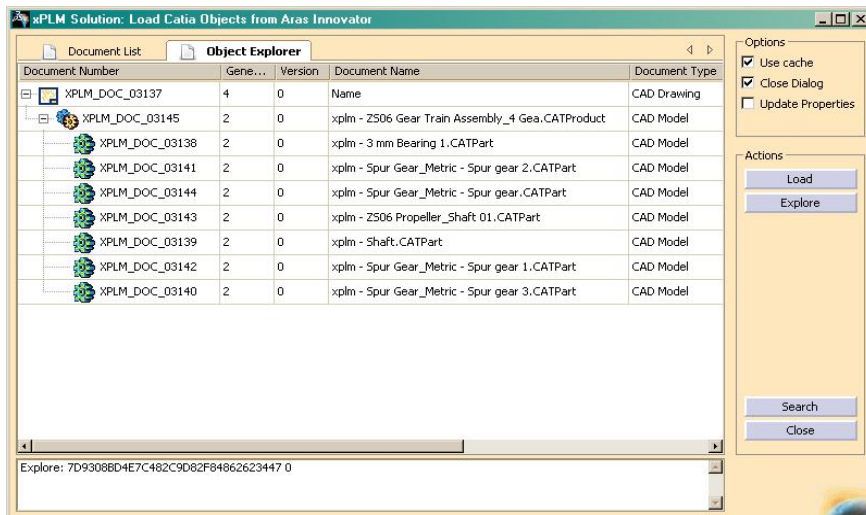 xPLM Solution: Load Catia Objects from Aras Innovator
Document List Object Explorer
Document Number Gene... Version Document Name Document Type
XPLM_DOC_03137 4 0 Name CAD Drawing
XPLM_DOC_03145 2 0 xplm - ZS06 Gear Train Assembly_4 Gea.CATProduct CAD Model
XPLM_DOC_03138 2 0 xplm - 3 mm Bearing 1.CATPart CAD Model
XPLM_DOC_03141 2 0 xplm - Spur Gear_Metric - Spur gear 2.CATPart CAD Model
XPLM_DOC_03144 2 0 xplm - Spur Gear_Metric - Spur gear.CATPart CAD Model
XPLM_DOC_03143 2 0 xplm - ZS06 Propeller_Shaft 01.CATPart CAD Model
XPLM_DOC_03139 2 0 xplm - Shaft.CATPart CAD Model
XPLM_DOC_03142 2 0 xplm - Spur Gear_Metric - Spur gear 1.CATPart CAD Model
XPLM_DOC_03140 2 0 xplm - Spur Gear_Metric - Spur gear 3.CATPart CAD Model
Explore: 7D9308BD4E7C482C9D82F84862623447 0
Options
Use cache
Close Dialog
Update Properties
Actions
Load
Explore
Search
Close